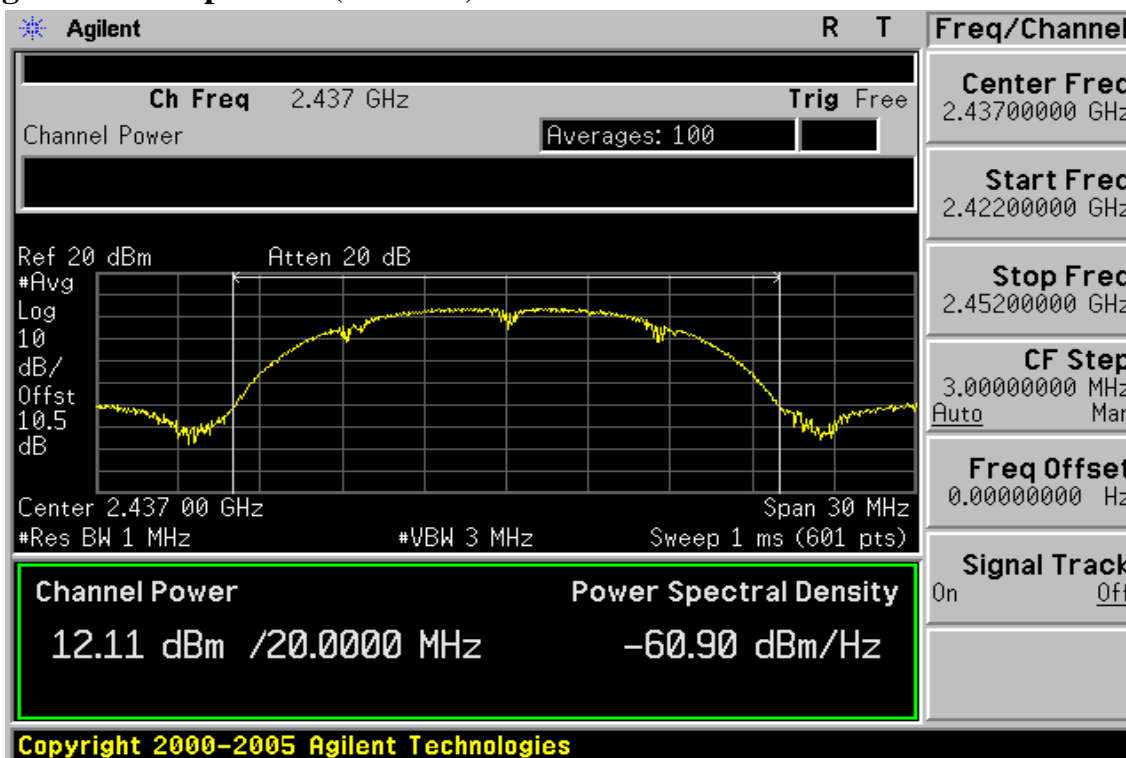 Agilent R T
Ch Freq 2.437 GHz Trig Free
Channel Power Averages: 100
Ref 20 dBm Atten 20 dB
#Avg
Log
10
dB/
Offst
10.5
dB
Center 2.437 00 GHz Span 30 MHz
#Res BW 1 MHz #VBW 3 MHz Sweep 1 ms (601 pts)
Channel Power Power Spectral Density
12.11 dBm /20.0000 MHz -60.90 dBm/Hz
Copyright 2000-2005 Agilent Technologies
Freq/Channel
Center Freq
2.43700000 GHz
Start Freq
2.42200000 GHz
Stop Freq
2.45200000 GHz
CF Step
3.00000000 MHz
Auto Man
Freq Offset
0.00000000 Hz
Signal Track
On Off